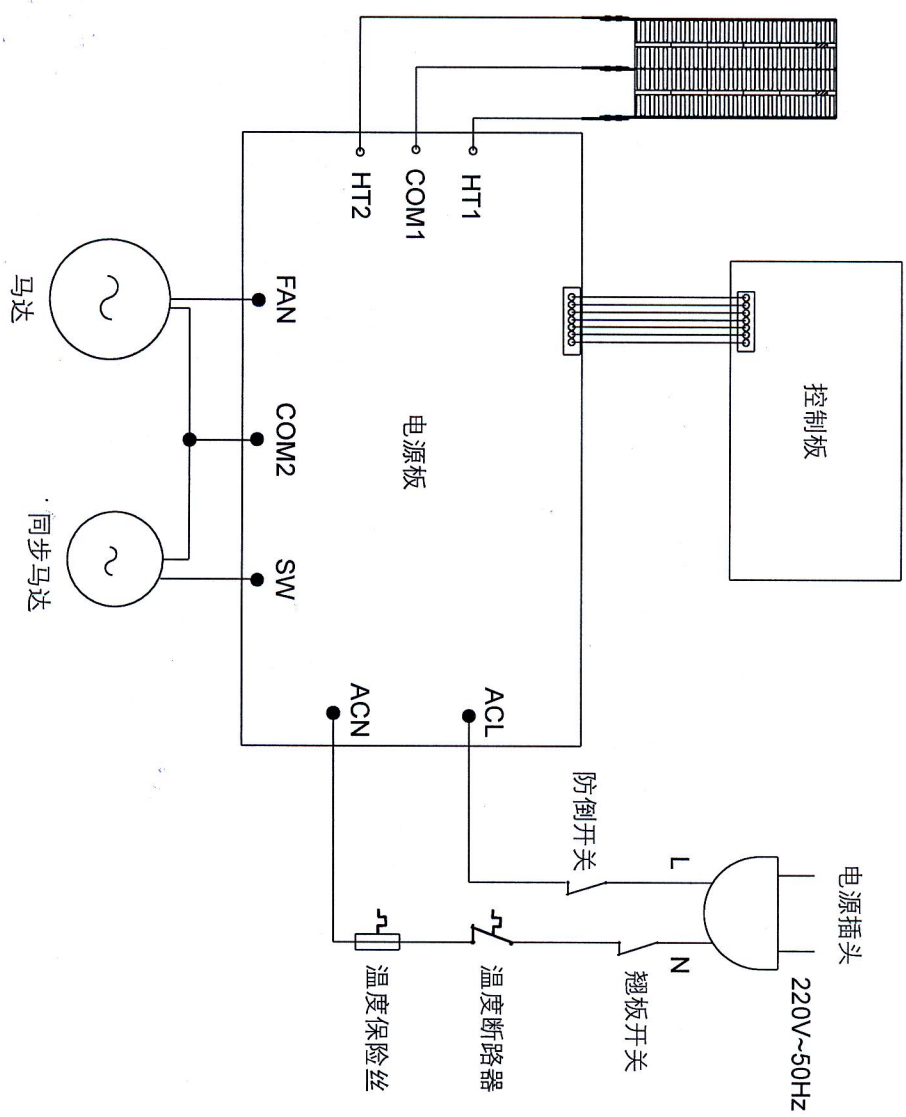 电源插头
220V~50Hz
L
N
防倒开关
翘板开关
温度断路器
温度保险丝
控制板
电源板
HT1
COM1
HT2
FAN
COM2
SW
ACL
ACN
马达
同步马达